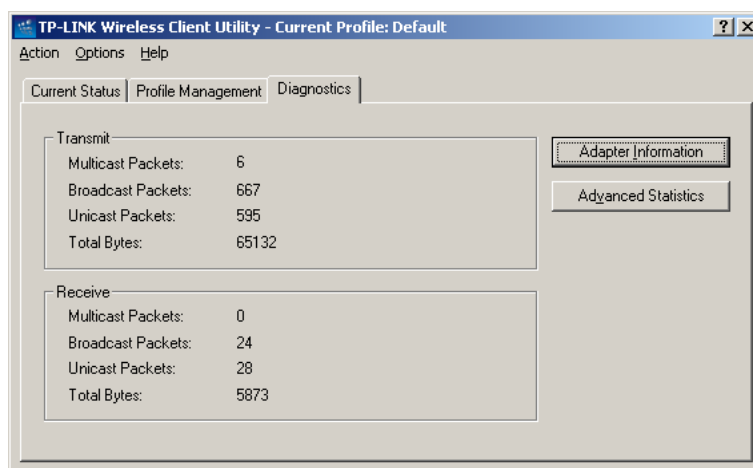 TP-LINK Wireless Client Utility - Current Profile: Default
Action Options Help
Current Status Profile Management Diagnostics
Transmit
Multicast Packets: 6
Broadcast Packets: 667
Unicast Packets: 595
Total Bytes: 65132
Adapter Information
Advanced Statistics
Receive
Multicast Packets: 0
Broadcast Packets: 24
Unicast Packets: 28
Total Bytes: 5873